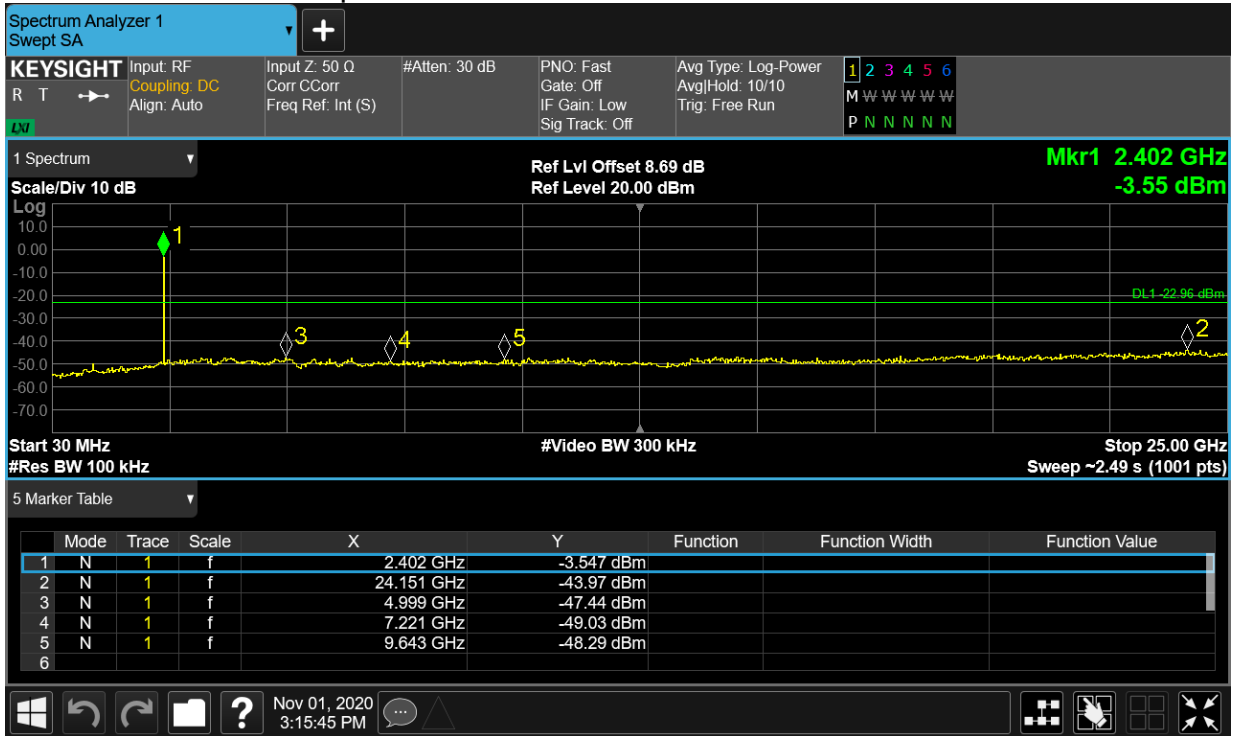 Spectrum Analyzer 1
Swept SA
+
KEYSIGHT
R T
LXI
Input: RF
Coupling: DC
Align: Auto
Input Z: 50 Ω
Corr CCorr
Freq Ref: Int (S)
#Atten: 30 dB
PNO: Fast
Gate: Off
IF Gain: Low
Sig Track: Off
Avg Type: Log-Power
Avg|Hold: 10/10
Trig: Free Run
1 2 3 4 5 6
M W W W W W
P N N N N N
1 Spectrum
Scale/Div 10 dB
Ref Lvl Offset 8.69 dB
Ref Level 20.00 dBm
Mkr1 2.402 GHz
-3.55 dBm
Log
10.0
0.00
-10.0
-20.0
-30.0
-40.0
-50.0
-60.0
-70.0
1
DL1 -22.96 dBm
3
4
5
2
Start 30 MHz
#Video BW 300 kHz
Stop 25.00 GHz
#Res BW 100 kHz
Sweep ~2.49 s (1001 pts)
5 Marker Table
Mode Trace Scale X Y Function Function Width Function Value
1 N 1 f 2.402 GHz -3.547 dBm
2 N 1 f 24.151 GHz -43.97 dBm
3 N 1 f 4.999 GHz -47.44 dBm
4 N 1 f 7.221 GHz -49.03 dBm
5 N 1 f 9.643 GHz -48.29 dBm
6
?
Nov 01, 2020
3:15:45 PM